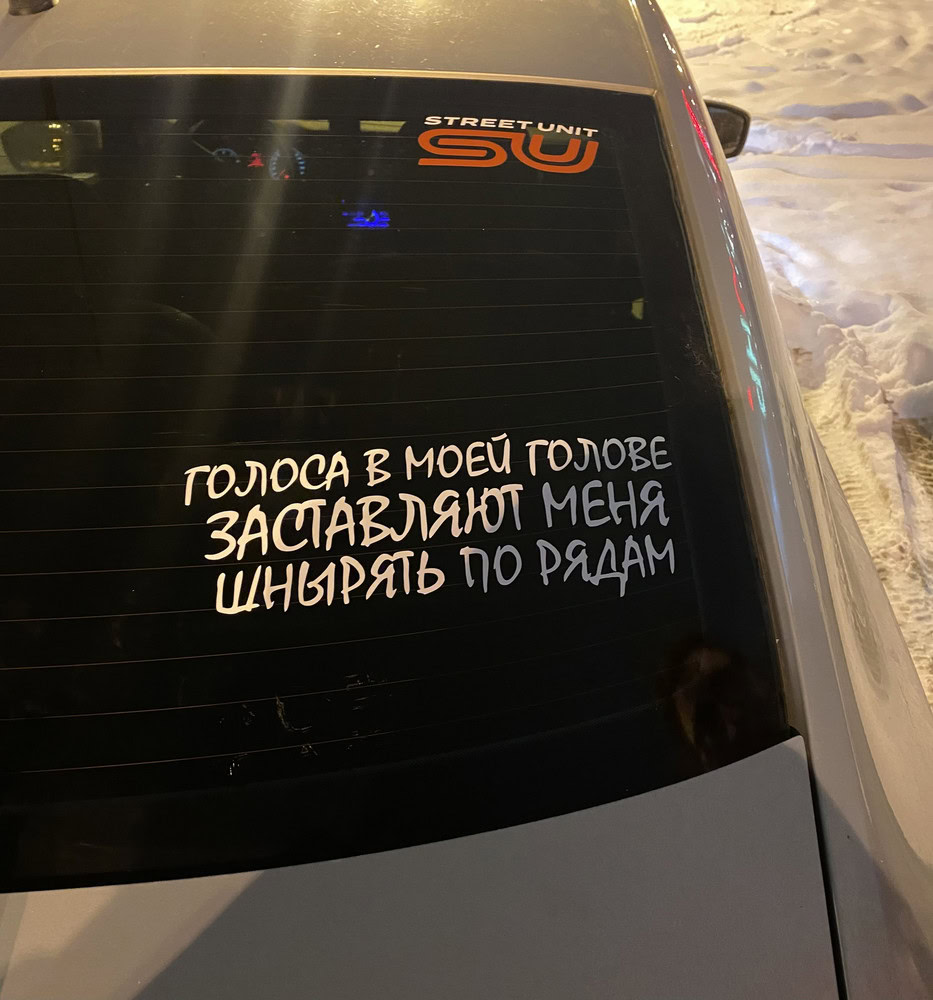 STREET UNIT
SU
ГОЛОСА В МОЕЙ ГОЛОВЕ
ЗАСТАВЛЯЮТ МЕНЯ
ШНЫРЯТЬ ПО РЯДАМ